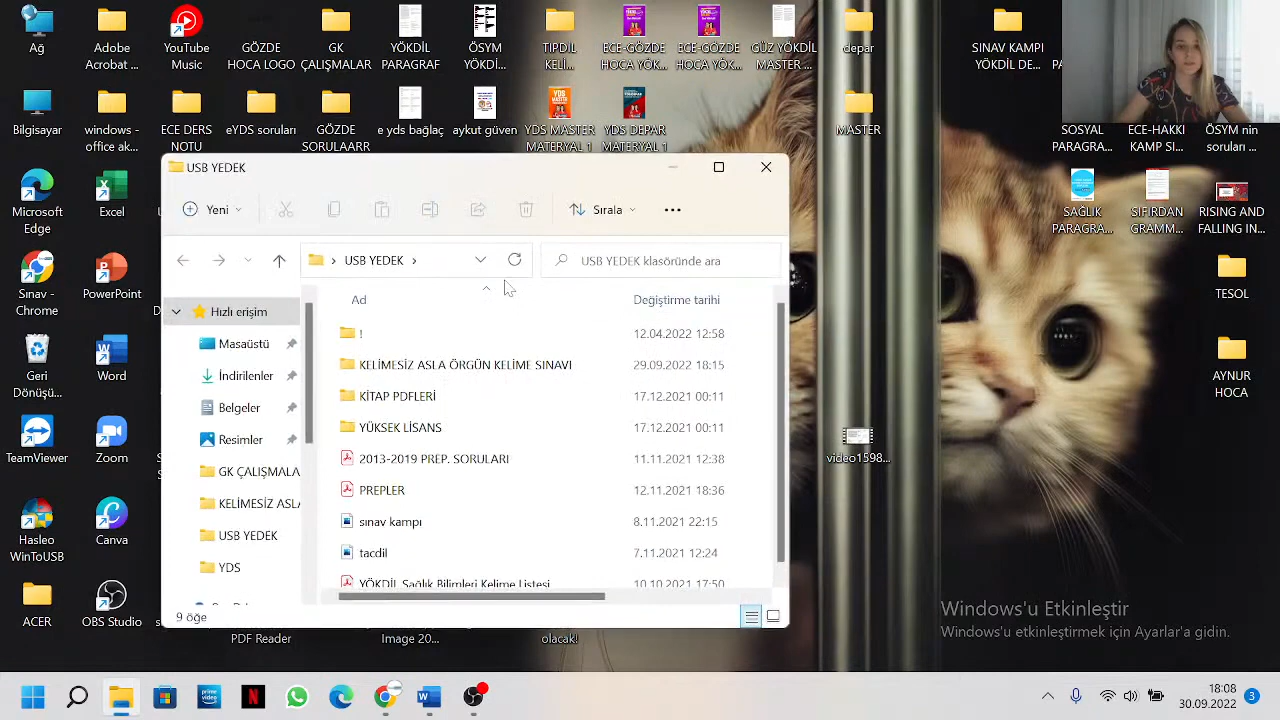 Ağ
Adobe
Acrobat ...
YouTube
Music
GÖZDE
HOCA LOGO
GK
ÇALIŞMALAR
YÖKDİL
PARAGRAF
ÖSYM
YÖKDİ...
TIPDİL
KELİ...
ECE-GÖZDE
HOCA YÖK...
ECE-GÖZDE
HOCA YÖK...
GÜZ YÖKDİL
MASTER ...
depar
SINAV KAMPI
YÖKDİL DE...
Bilgisayar
windows -
office ak...
ECE DERS
NOTU
eYDS soruları
GÖZDE
SORULAARR
e yds bağlaç
aykut güven
YDS MASTER
MATERYAL 1
YDS DEPAR
MATERYAL 1
MASTER
SOSYAL
PARAGRA...
ECE-HAKKI
KAMP SI...
ÖSYM nin
soruları ...
Microsoft
Edge
Excel
SAĞLIK
PARAGRA...
SIFIRDAN
GRAMM...
RISING AND
FALLING IN...
Sınav -
Chrome
PowerPoint
TESOL
Geri
Dönüşü...
Word
AYNUR
HOCA
TeamViewer
Zoom
video1598...
Hasleo
WinToUSB
Canva
ACER
OBS Studio
PDF Reader
Image 20...
olacak!
USB YEDEK
Yeni
Sırala
USB YEDEK
USB YEDEK klasöründe ara
Ad
Değiştirme tarihi
Hızlı erişim
Masaüstü
İndirilenler
Belgeler
Resimler
GK ÇALIŞMALA
KELİMESİZ ASLA
USB YEDEK
YDS
! 12.04.2022 12:58
KELİMESİZ ASLA ÖRGÜN KELİME SINAVI 29.09.2022 18:15
KİTAP PDFLERİ 17.12.2021 00:11
YÜKSEK LİSANS 17.12.2021 00:11
2013-2019 PREP. SORULARI 11.11.2021 12:38
PREPLER 12.11.2021 18:36
sınav kampı 8.11.2021 22:15
tacdil 7.11.2021 12:24
YÖKDİL Sağlık Bilimleri Kelime Listesi 10.10.2021 17:50
9 öğe
Windows'u Etkinleştir
Windows'u etkinleştirmek için Ayarlar'a gidin.
prime
video
18:08
30.09.2022
3